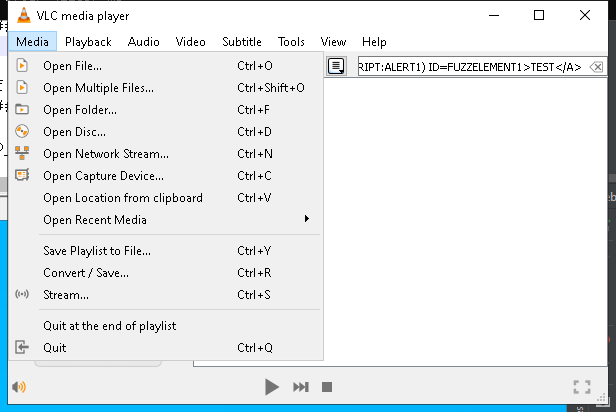 VLC media player
Media Playback Audio Video Subtitle Tools View Help
RIPT:ALERT1) ID=FUZZELEMENT1>TEST</A>
Open File... Ctrl+O
Open Multiple Files... Ctrl+Shift+O
Open Folder... Ctrl+F
Open Disc... Ctrl+D
Open Network Stream... Ctrl+N
Open Capture Device... Ctrl+C
Open Location from clipboard Ctrl+V
Open Recent Media
Save Playlist to File... Ctrl+Y
Convert / Save... Ctrl+R
Stream... Ctrl+S
Quit at the end of playlist
Quit Ctrl+Q